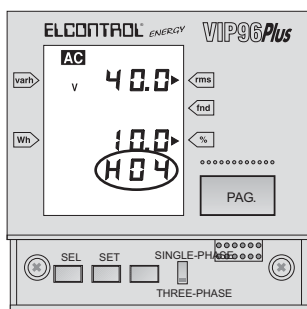 ELCONTROL ENERGY VIP96Plus
AC
varh V 40.0 rms
fnd
Wh 10.0 %
H04
PAG.
SEL SET SINGLE-PHASE
THREE-PHASE